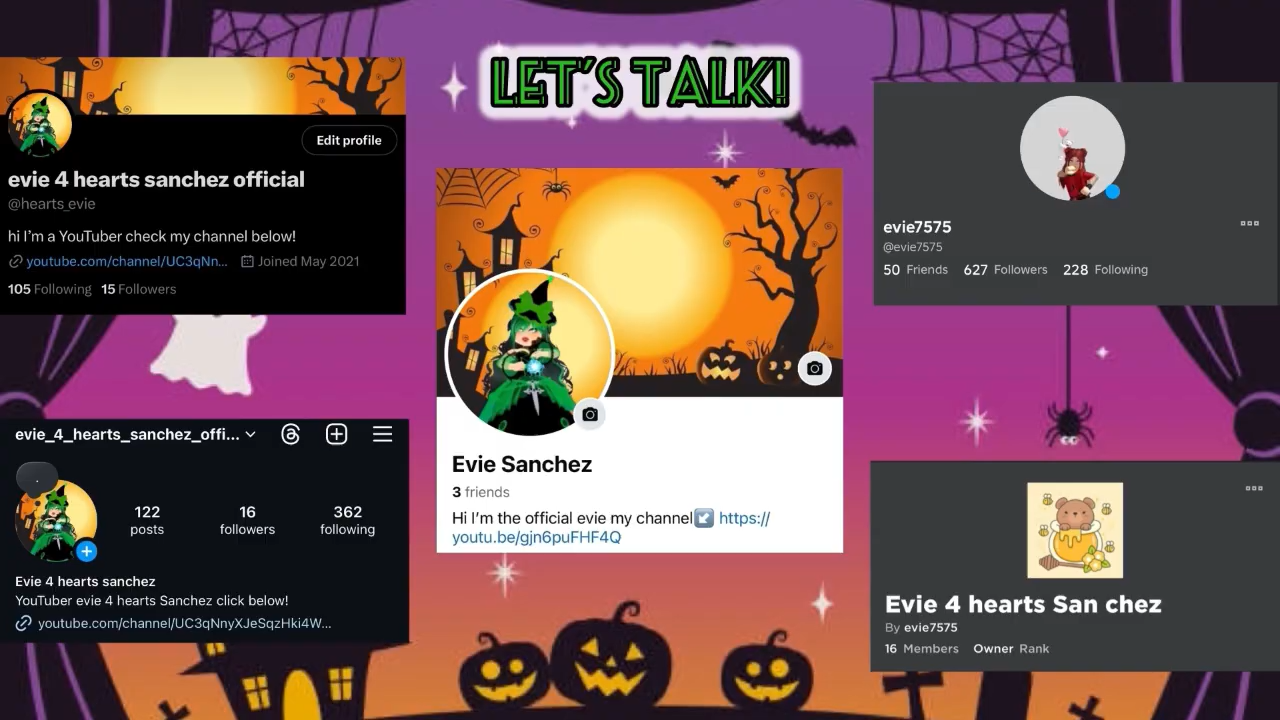 LET'S TALK!
Edit profile
evie 4 hearts sanchez official
@hearts_evie
hi I'm a YouTuber check my channel below!
youtube.com/channel/UC3qNn... Joined May 2021
105 Following 15 Followers
evie_4_hearts_sanchez_offi...
122 16 362
posts followers following
Evie 4 hearts sanchez
YouTuber evie 4 hearts Sanchez click below!
youtube.com/channel/UC3qNnyXJeSqzHki4W...
Evie Sanchez
3 friends
Hi I'm the official evie my channel↙️ https://
youtu.be/gjn6puFHF4Q
evie7575
@evie7575
50 Friends 627 Followers 228 Following
Evie 4 hearts San chez
By evie7575
16 Members Owner Rank